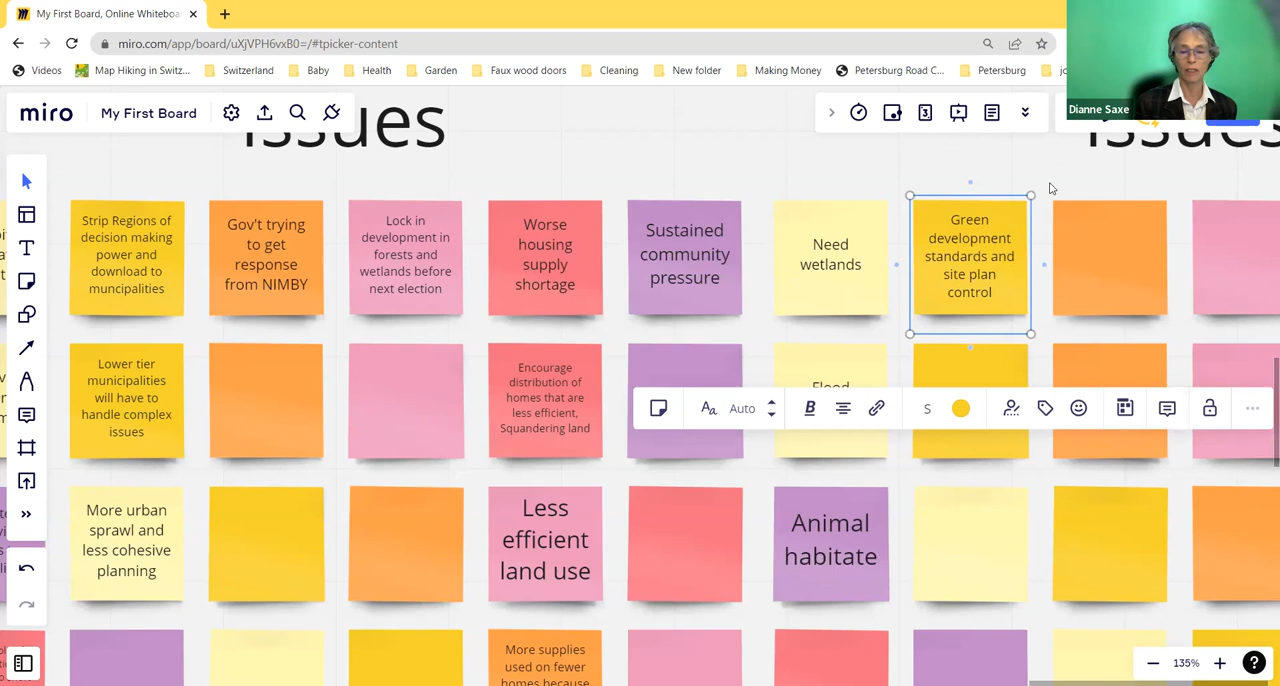 My First Board, Online Whiteboa
miro.com/app/board/uXjVPH6vxB0=/#tpicker-content
Videos
Map Hiking in Switz...
Switzerland
Baby
Health
Garden
Faux wood doors
Cleaning
New folder
Making Money
Petersburg Road C...
Petersburg
Dianne Saxe
miro
My First Board
issues
issues
Strip Regions of
decision making
power and
download to
muncipalities
Gov't trying
to get
response
from NIMBY
Lock in
development in
forests and
wetlands before
next election
Worse
housing
supply
shortage
Sustained
community
pressure
Need
wetlands
Green
development
standards and
site plan
control
Lower tier
municipalities
will have to
handle complex
issues
Encourage
distribution of
homes that are
less efficient,
Squandering land
Flood
Aa
Auto
B
S
More urban
sprawl and
less cohesive
planning
Less
efficient
land use
Animal
habitate
More supplies
used on fewer
homes because
135%